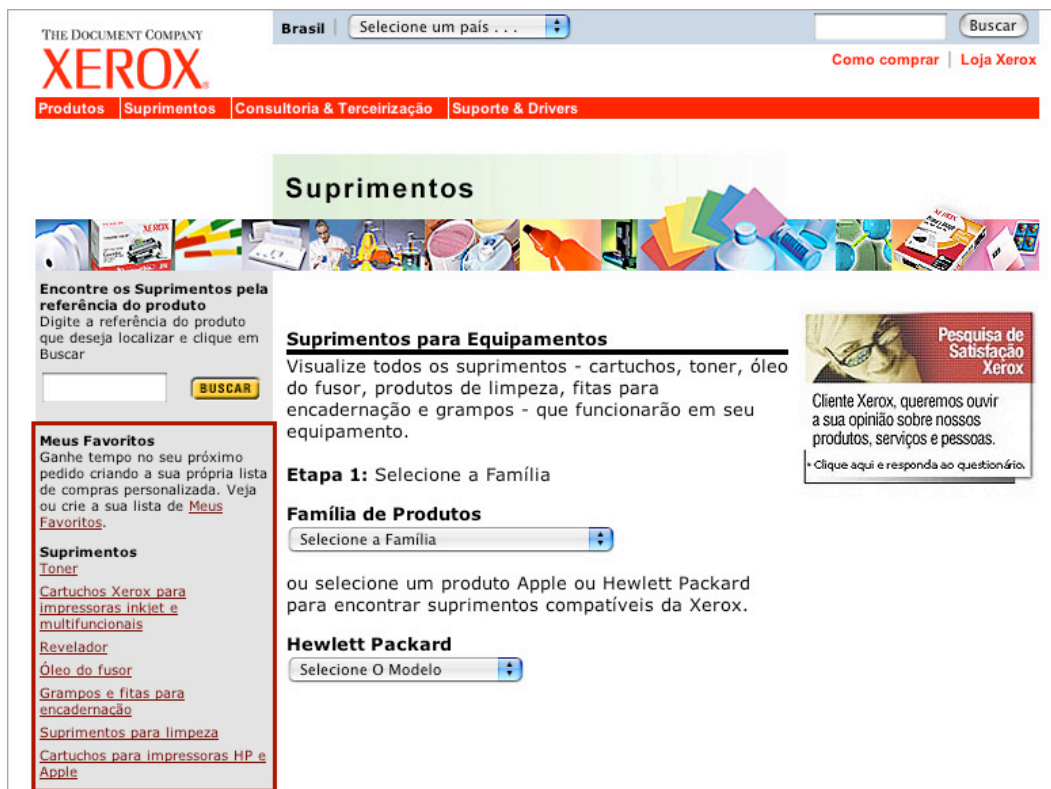 THE DOCUMENT COMPANY
XEROX®
Brasil
Selecione um país . . .
Buscar
Como comprar | Loja Xerox
Produtos
Suprimentos
Consultoria & Terceirização
Suporte & Drivers
Suprimentos
XEROX
Encontre os Suprimentos pela
referência do produto
Digite a referência do produto
que deseja localizar e clique em
Buscar
BUSCAR
Meus Favoritos
Ganhe tempo no seu próximo
pedido criando a sua própria lista
de compras personalizada. Veja
ou crie a sua lista de Meus
Favoritos.
Suprimentos
Toner
Cartuchos Xerox para
impressoras inkjet e
multifuncionais
Revelador
Óleo do fusor
Grampos e fitas para
encadernação
Suprimentos para limpeza
Cartuchos para impressoras HP e
Apple
Suprimentos para Equipamentos
Visualize todos os suprimentos - cartuchos, toner, óleo
do fusor, produtos de limpeza, fitas para
encadernação e grampos - que funcionarão em seu
equipamento.
Etapa 1: Selecione a Família
Família de Produtos
Selecione a Família
ou selecione um produto Apple ou Hewlett Packard
para encontrar suprimentos compatíveis da Xerox.
Hewlett Packard
Selecione O Modelo
Pesquisa de
Satisfação
Xerox
Cliente Xerox, queremos ouvir
a sua opinião sobre nossos
produtos, serviços e pessoas.
• Clique aqui e responda ao questionário.